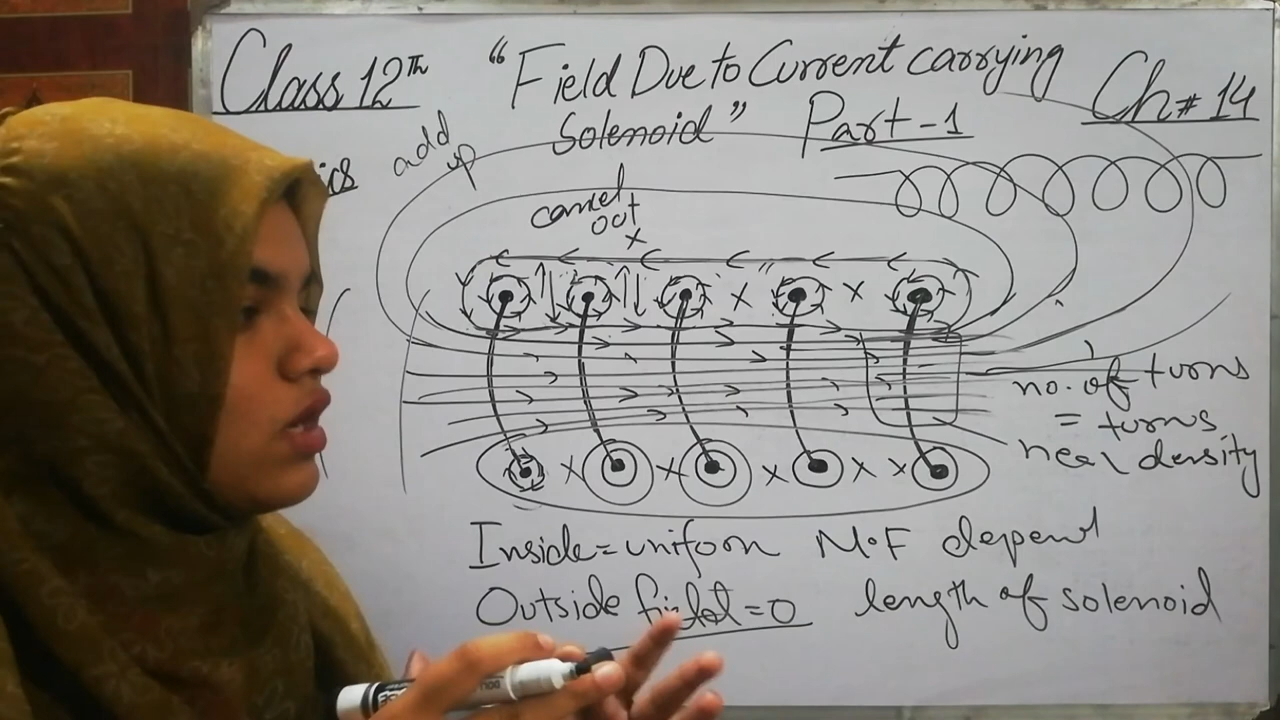 Class 12TH
"Field Due to Current carrying
Solenoid"
Part-1
Ch# 14
ics
add
up
cancel
out
no. of turns
= turns
near density
Inside = uniform M.F depend
Outside field = 0 length of solenoid